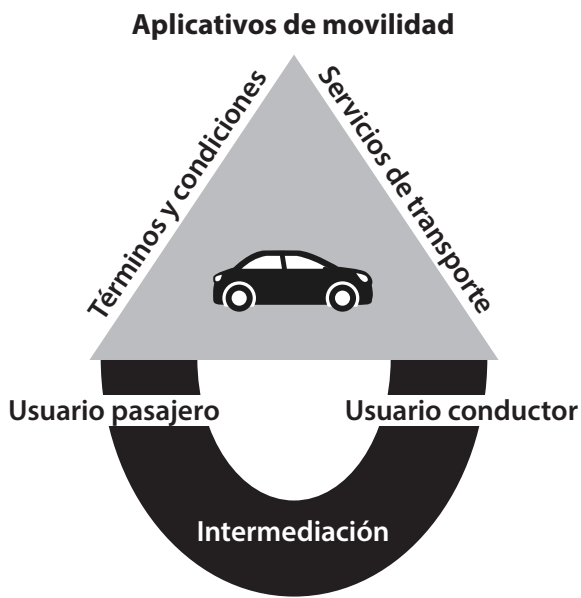 Aplicativos de movilidad
Términos y condiciones
Servicios de transporte
Usuario pasajero
Usuario conductor
Intermediación